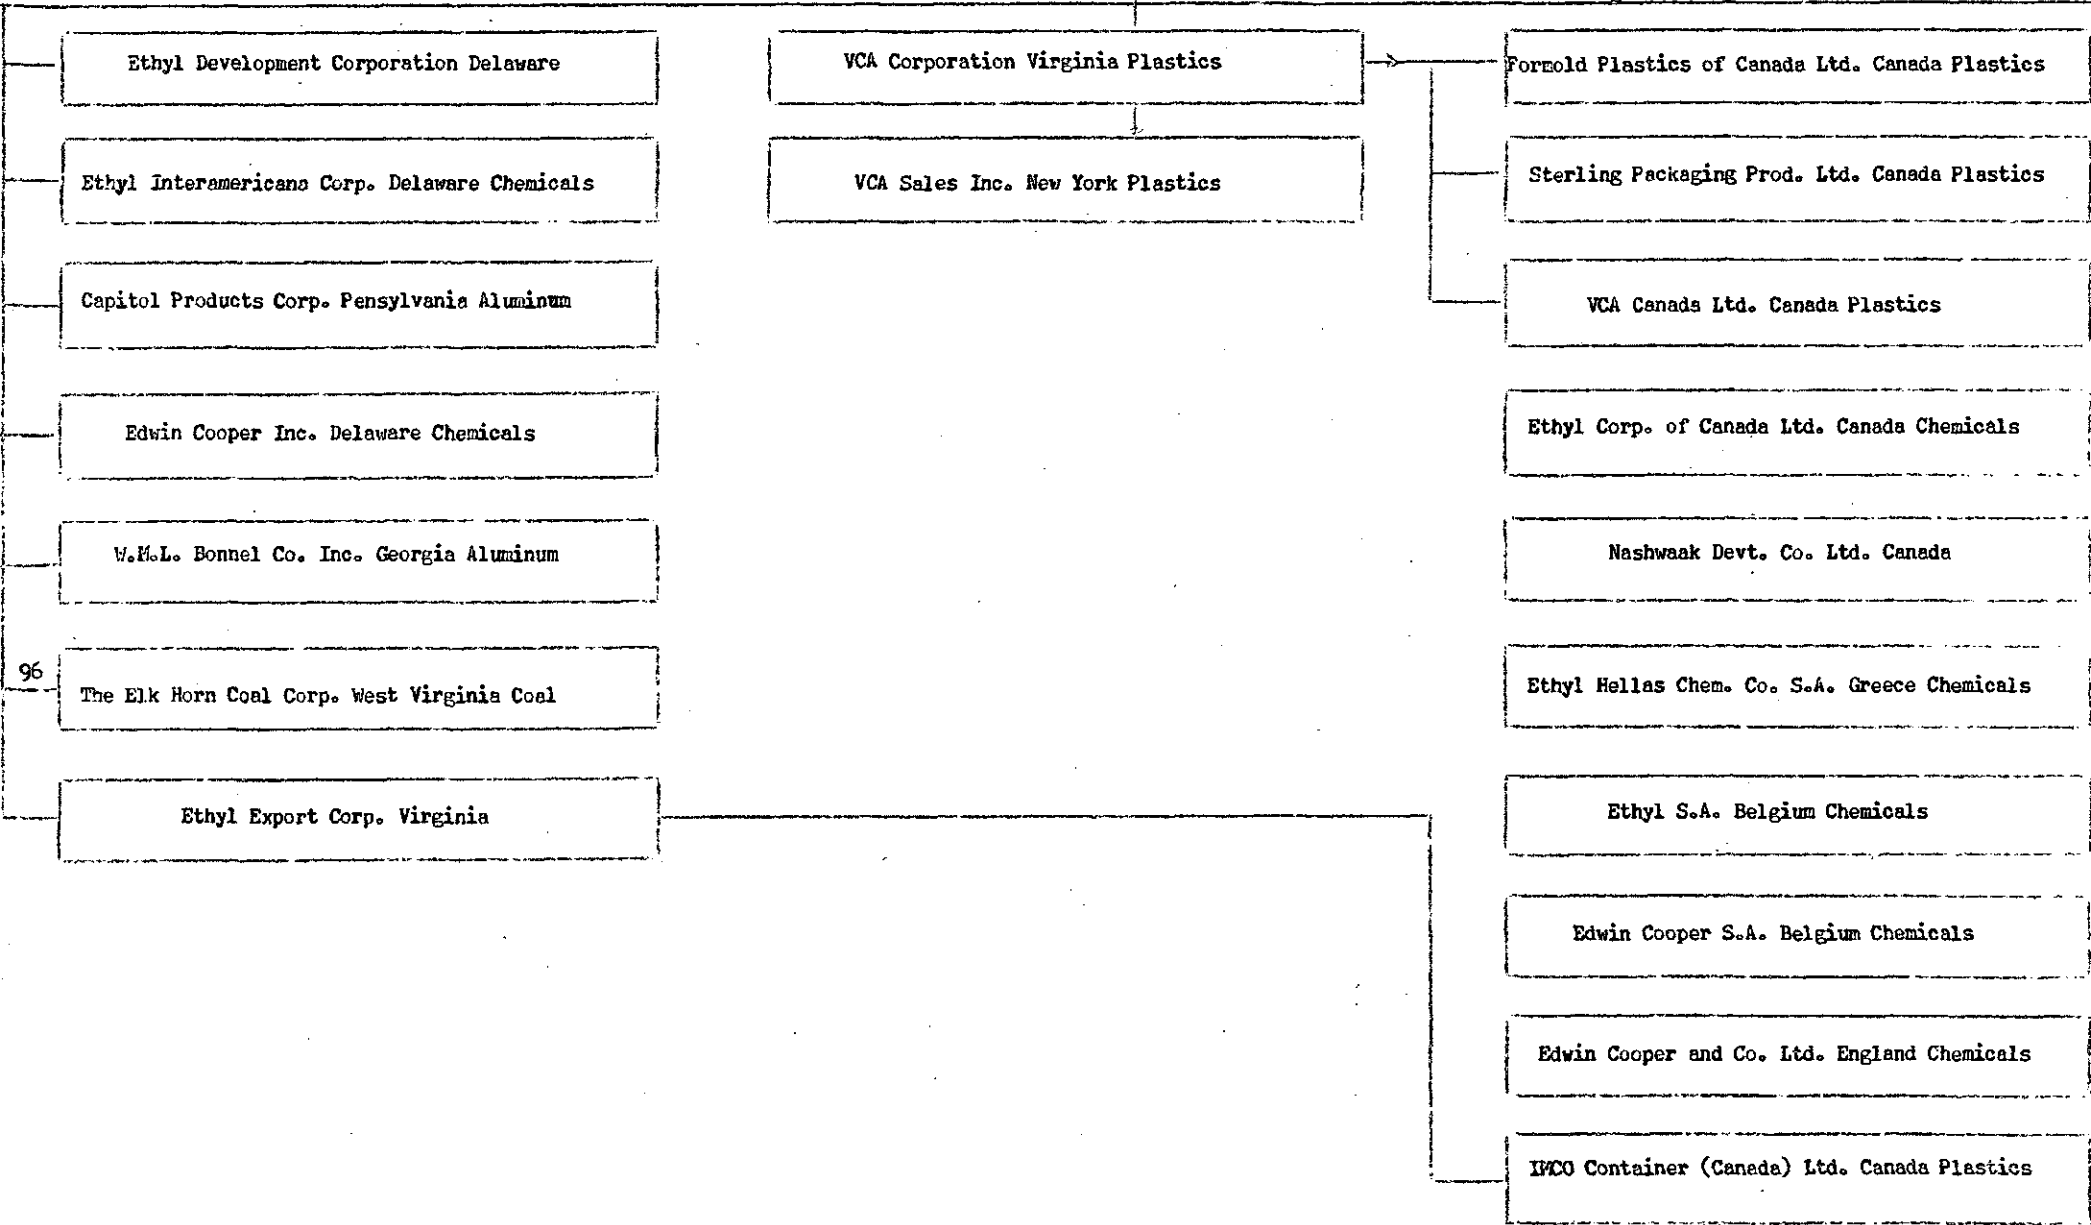 Ethyl Development Corporation Delaware
Ethyl Interamericana Corp. Delaware Chemicals
Capitol Products Corp. Pensylvania Aluminum
Edwin Cooper Inc. Delaware Chemicals
W.M.L. Bonnel Co. Inc. Georgia Aluminum
96
The Elk Horn Coal Corp. West Virginia Coal
Ethyl Export Corp. Virginia
VCA Corporation Virginia Plastics
VCA Sales Inc. New York Plastics
Formold Plastics of Canada Ltd. Canada Plastics
Sterling Packaging Prod. Ltd. Canada Plastics
VCA Canada Ltd. Canada Plastics
Ethyl Corp. of Canada Ltd. Canada Chemicals
Nashwaak Devt. Co. Ltd. Canada
Ethyl Hellas Chem. Co. S.A. Greece Chemicals
Ethyl S.A. Belgium Chemicals
Edwin Cooper S.A. Belgium Chemicals
Edwin Cooper and Co. Ltd. England Chemicals
IMCO Container (Canada) Ltd. Canada Plastics